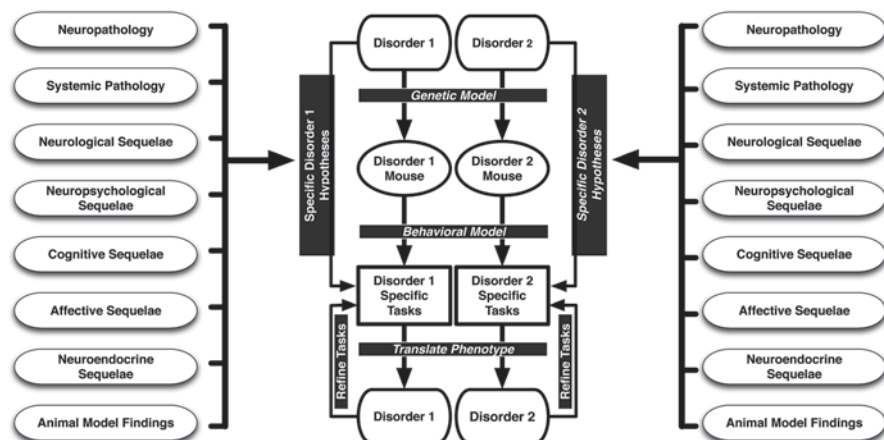 Neuropathology
Systemic Pathology
Neurological Sequelae
Neuropsychological
Sequelae
Cognitive Sequelae
Affective Sequelae
Neuroendocrine
Sequelae
Animal Model Findings
Specific Disorder 1
Hypotheses
Disorder 1
Disorder 2
Genetic Model
Disorder 1
Mouse
Disorder 2
Mouse
Behavioral Model
Disorder 1
Specific
Tasks
Disorder 2
Specific
Tasks
Translate Phenotype
Refine Tasks
Refine Tasks
Disorder 1
Disorder 2
Specific Disorder 2
Hypotheses
Neuropathology
Systemic Pathology
Neurological Sequelae
Neuropsychological
Sequelae
Cognitive Sequelae
Affective Sequelae
Neuroendocrine
Sequelae
Animal Model Findings